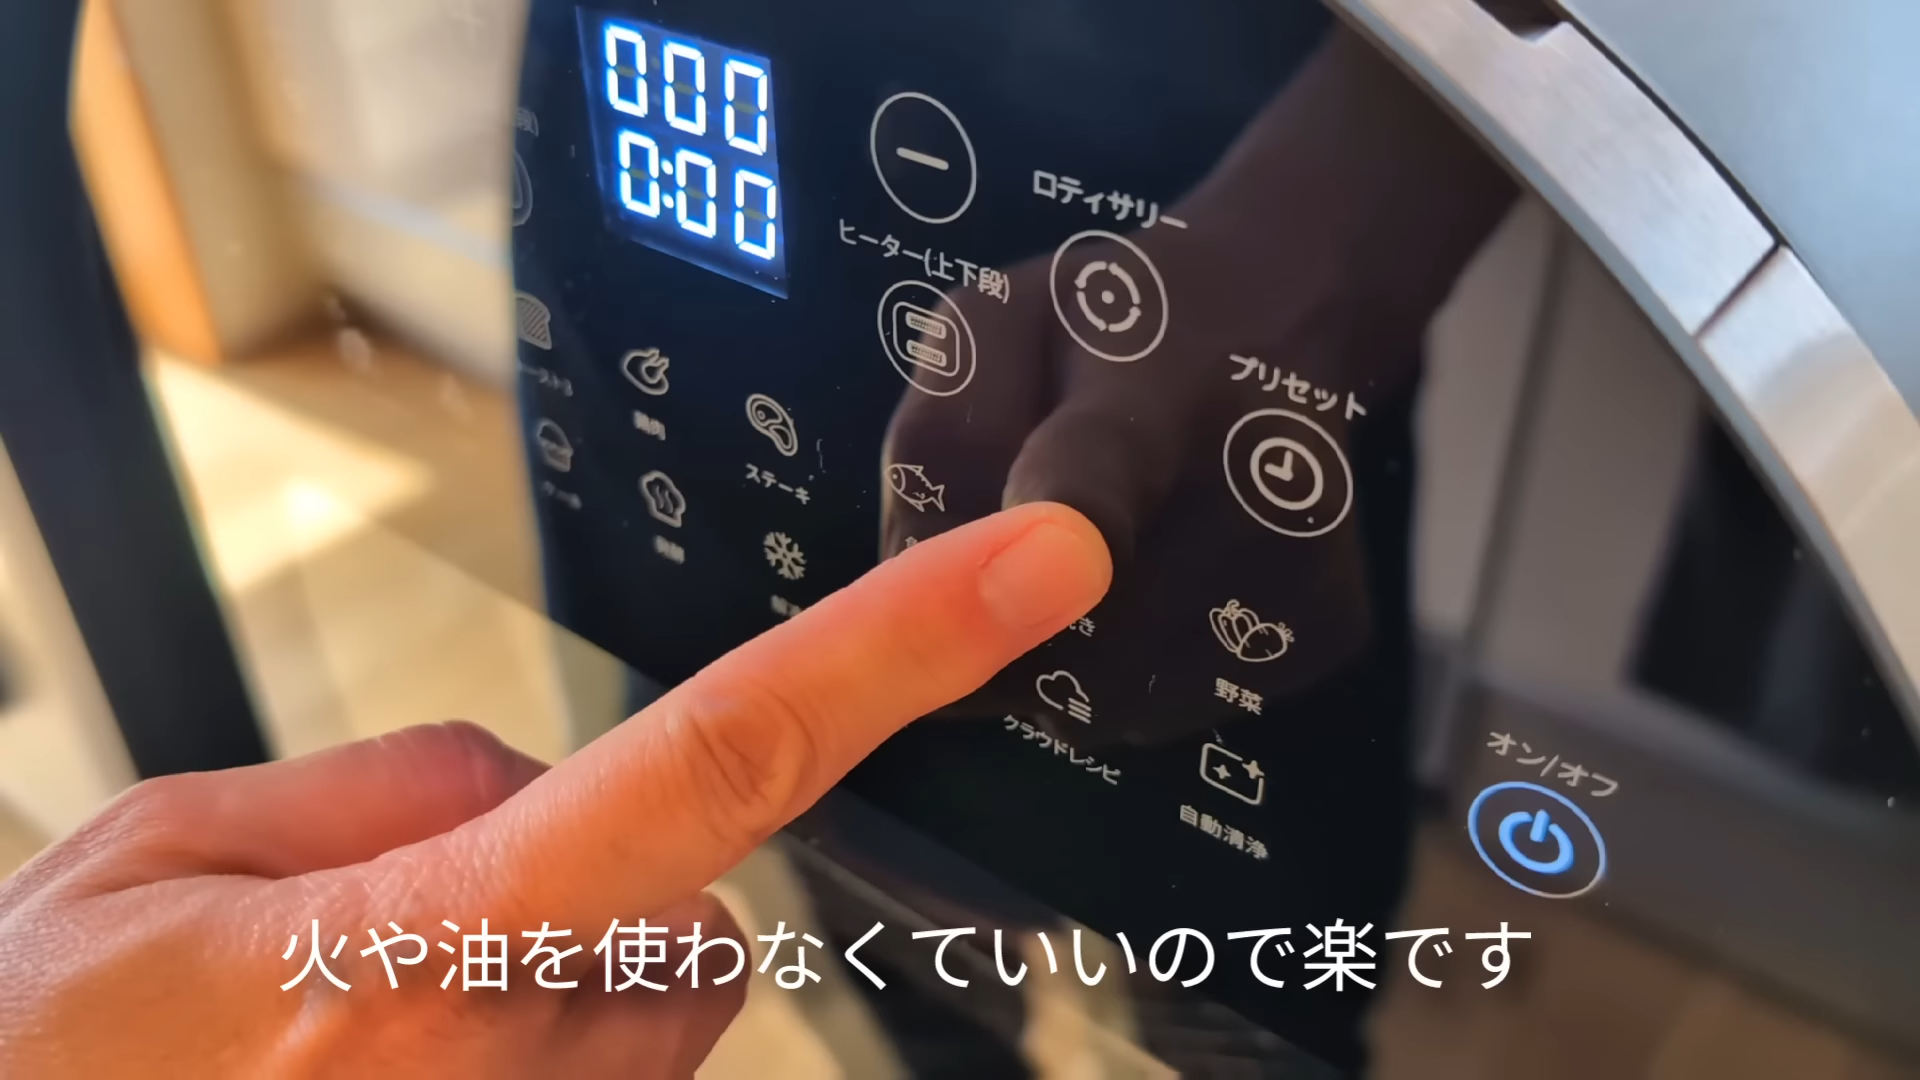 000
0:00
ロティサリー
ヒーター(上下段)
プリセット
鶏肉
ステーキ
野菜
クラウドレシピ
自動清浄
オン/オフ
火や油を使わなくていいので楽です